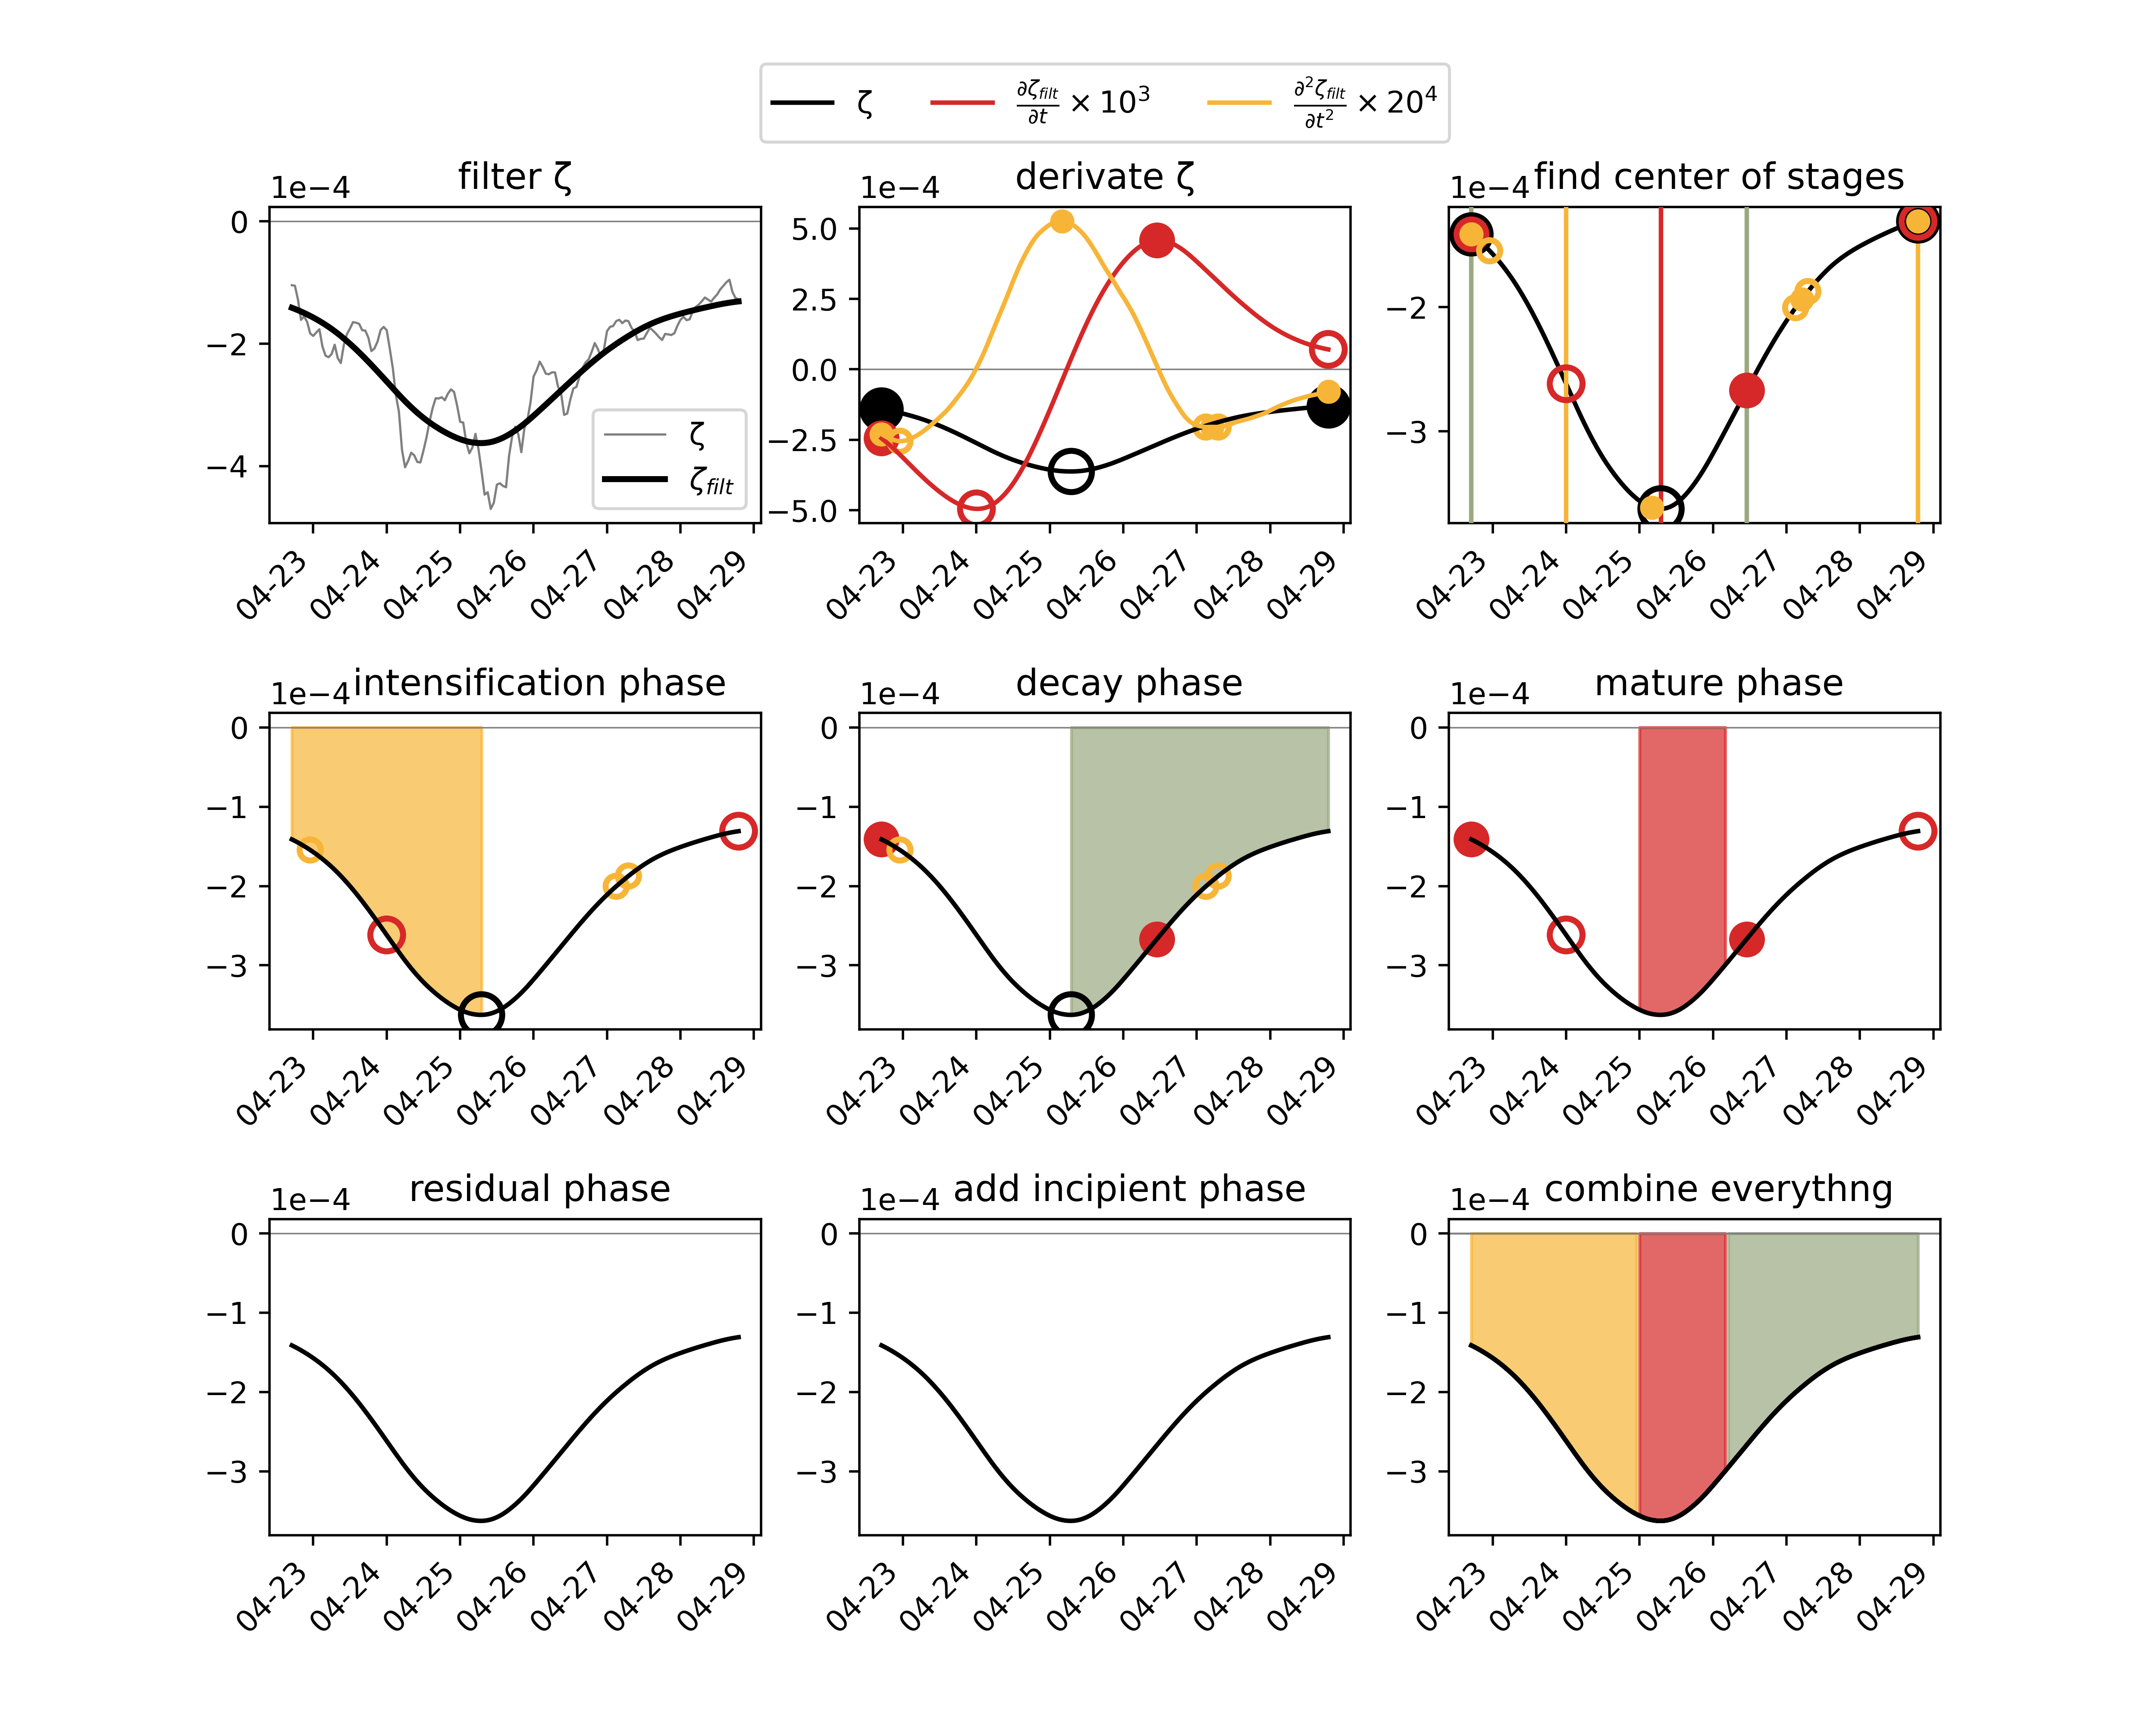 ζ ∂ζfilt/∂t × 10³ ∂²ζfilt/∂t² × 20⁴
filter ζ
1e−4
0
−2
−4
ζ
ζfilt
04-23 04-24 04-25 04-26 04-27 04-28 04-29
derivate ζ
1e−4
5.0
2.5
0.0
−2.5
−5.0
04-23 04-24 04-25 04-26 04-27 04-28 04-29
find center of stages
1e−4
−2
−3
04-23 04-24 04-25 04-26 04-27 04-28 04-29
intensification phase
1e−4
0
−1
−2
−3
04-23 04-24 04-25 04-26 04-27 04-28 04-29
decay phase
1e−4
0
−1
−2
−3
04-23 04-24 04-25 04-26 04-27 04-28 04-29
mature phase
1e−4
0
−1
−2
−3
04-23 04-24 04-25 04-26 04-27 04-28 04-29
residual phase
1e−4
0
−1
−2
−3
04-23 04-24 04-25 04-26 04-27 04-28 04-29
add incipient phase
1e−4
0
−1
−2
−3
04-23 04-24 04-25 04-26 04-27 04-28 04-29
combine everythng
1e−4
0
−1
−2
−3
04-23 04-24 04-25 04-26 04-27 04-28 04-29